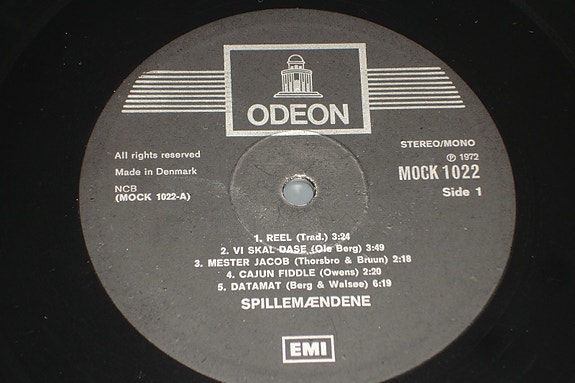 ODEON
All rights reserved
Made in Denmark
NCB
(MOCK 1022-A)
STEREO/MONO
Ⓟ 1972
MOCK 1022
Side 1
1. REEL (Trad.) 3:24
2. VI SKAL DASE (Ole Berg) 3:49
3. MESTER JACOB (Thorsbro & Bruun) 2:18
4. CAJUN FIDDLE (Owens) 2:20
5. DATAMAT (Berg & Walsøe) 6:19
SPILLEMÆNDENE
EMI